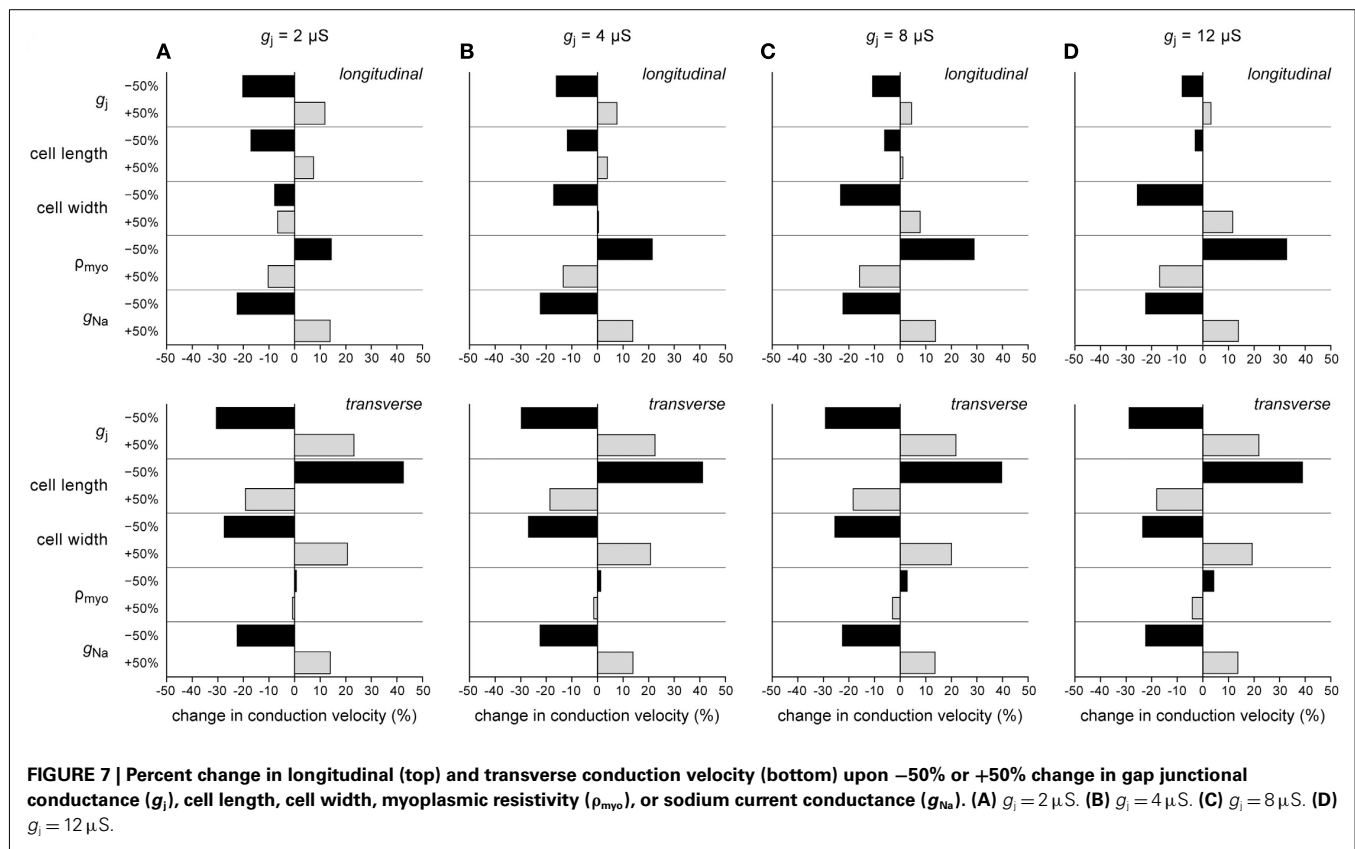 A g_j = 2 µS B g_j = 4 µS C g_j = 8 µS D g_j = 12 µS
longitudinal longitudinal longitudinal longitudinal
g_j −50%
+50%
cell length −50%
+50%
cell width −50%
+50%
ρ_myo −50%
+50%
g_Na −50%
+50%
-50 -40 -30 -20 -10 0 10 20 30 40 50 -50 -40 -30 -20 -10 0 10 20 30 40 50 -50 -40 -30 -20 -10 0 10 20 30 40 50 -50 -40 -30 -20 -10 0 10 20 30 40 50
transverse transverse transverse transverse
g_j −50%
+50%
cell length −50%
+50%
cell width −50%
+50%
ρ_myo −50%
+50%
g_Na −50%
+50%
-50 -40 -30 -20 -10 0 10 20 30 40 50 -50 -40 -30 -20 -10 0 10 20 30 40 50 -50 -40 -30 -20 -10 0 10 20 30 40 50 -50 -40 -30 -20 -10 0 10 20 30 40 50
change in conduction velocity (%) change in conduction velocity (%) change in conduction velocity (%) change in conduction velocity (%)
FIGURE 7 | Percent change in longitudinal (top) and transverse conduction velocity (bottom) upon −50% or +50% change in gap junctional
conductance (g_j), cell length, cell width, myoplasmic resistivity (ρ_myo), or sodium current conductance (g_Na). (A) g_j = 2 µS. (B) g_j = 4 µS. (C) g_j = 8 µS. (D)
g_j = 12 µS.